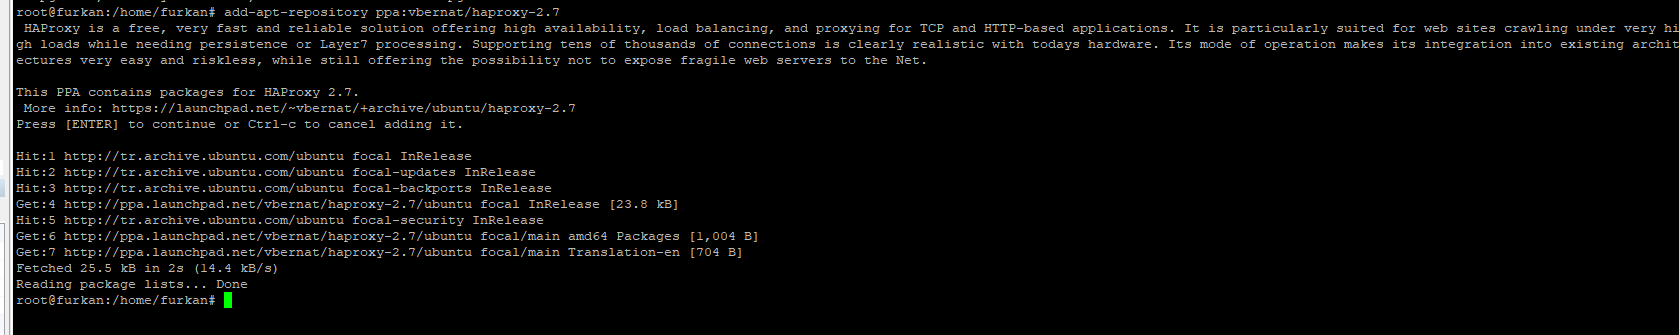 root@furkan:/home/furkan# add-apt-repository ppa:vbernat/haproxy-2.7
HAProxy is a free, very fast and reliable solution offering high availability, load balancing, and proxying for TCP and HTTP-based applications. It is particularly suited for web sites crawling under very hi
gh loads while needing persistence or Layer7 processing. Supporting tens of thousands of connections is clearly realistic with todays hardware. Its mode of operation makes its integration into existing archit
ectures very easy and riskless, while still offering the possibility not to expose fragile web servers to the Net.
This PPA contains packages for HAProxy 2.7.
More info: https://launchpad.net/~vbernat/+archive/ubuntu/haproxy-2.7
Press [ENTER] to continue or Ctrl-c to cancel adding it.
Hit:1 http://tr.archive.ubuntu.com/ubuntu focal InRelease
Hit:2 http://tr.archive.ubuntu.com/ubuntu focal-updates InRelease
Hit:3 http://tr.archive.ubuntu.com/ubuntu focal-backports InRelease
Get:4 http://ppa.launchpad.net/vbernat/haproxy-2.7/ubuntu focal InRelease [23.8 kB]
Hit:5 http://tr.archive.ubuntu.com/ubuntu focal-security InRelease
Get:6 http://ppa.launchpad.net/vbernat/haproxy-2.7/ubuntu focal/main amd64 Packages [1,004 B]
Get:7 http://ppa.launchpad.net/vbernat/haproxy-2.7/ubuntu focal/main Translation-en [704 B]
Fetched 25.5 kB in 2s (14.4 kB/s)
Reading package lists... Done
root@furkan:/home/furkan#